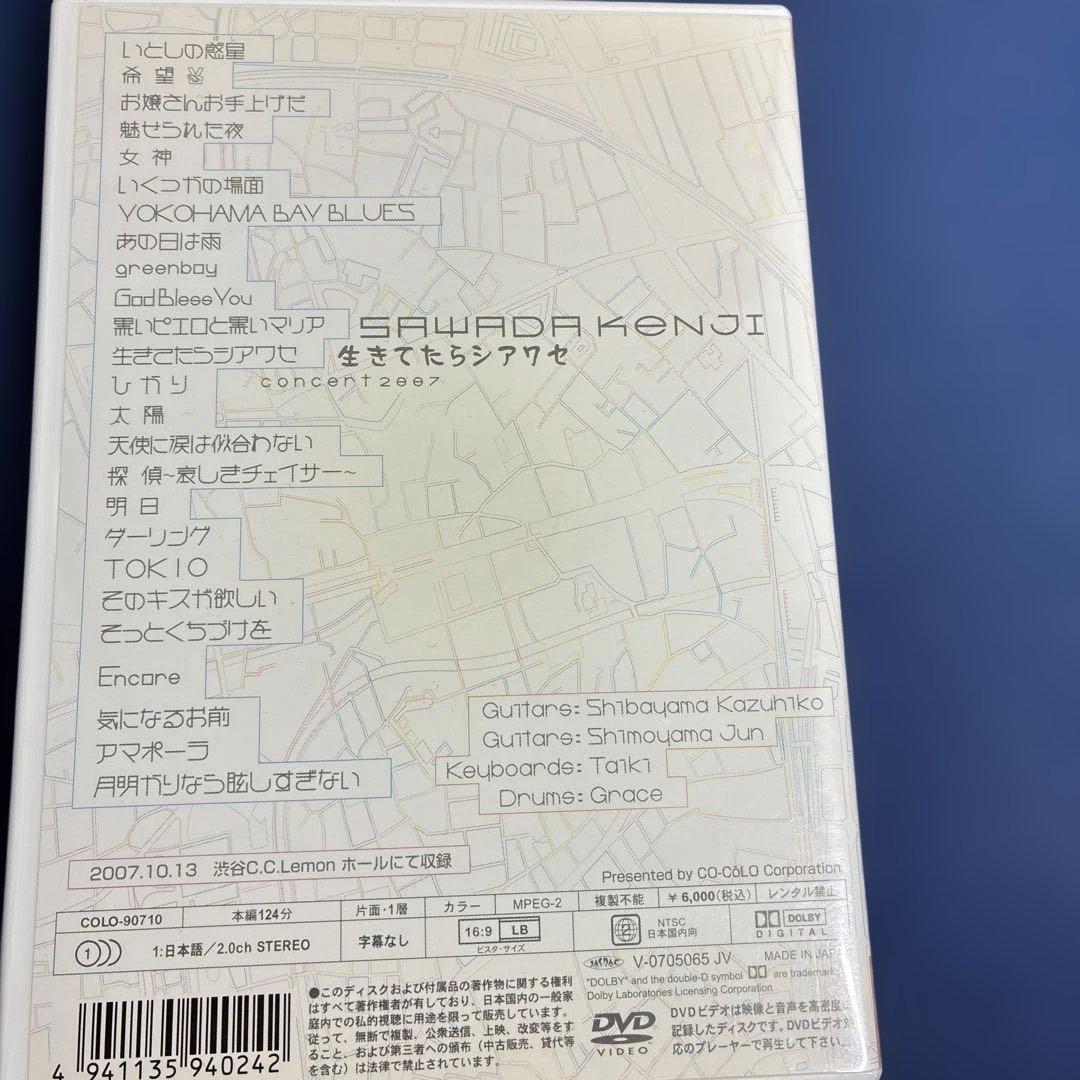 いとしの惑星
ほし
希望✌
お嬢さんお手上げだ
魅せられた夜
女神
いくつかの場面
YOKOHAMA BAY BLUES
あの日は雨
greenboy
God Bless You
黒いピエロと黒いマリア
生きてたらシアワセ
ひかり
太陽
天使に涙は似合わない
探偵~哀しきチェイサー~
明日
ダーリング
TOKIO
そのキスが欲しい
そっとくちづけを
Encore
気になるお前
アマポーラ
月明かりなら眩しすぎない
SAWADA KENJI
生きてたらシアワセ
concert2007
Guitars: Shibayama Kazuhiko
Guitars: Shimoyama Jun
Keyboards: Taiki
Drums: Grace
2007.10.13 渋谷C.C.Lemon ホールにて収録
Presented by CO-CoLO Corporation
COLO-90710 本編124分 片面・1層 カラー MPEG-2 複製不能 ¥6,000(税込) レンタル禁止
1))) 1:日本語/2.0ch STEREO 字幕なし 16:9 LB ビスタ・サイズ 2 NTSC 日本国内向 DOLBY DIGITAL
V-0705065 JV MADE IN JAPA
"DOLBY" and the double-D symbol are trademarks
Dolby Laboratories Licensing Corporation
●このディスクおよび付属品の著作物に関する権利
はすべて著作権者が有しており、日本国内の一般家
庭内での私的視聴に用途を限って販売しています。
従って、無断で複製、公衆送信、上映、改変等をす
ること、および第三者への頒布(中古販売、貸代等
を含む)は法律で禁止されています。
DVD VIDEO
DVDビデオは映像と音声を高密度に
記録したディスクです。DVDビデオ対
応のプレーヤーで再生して下さい。
4 941135 940242